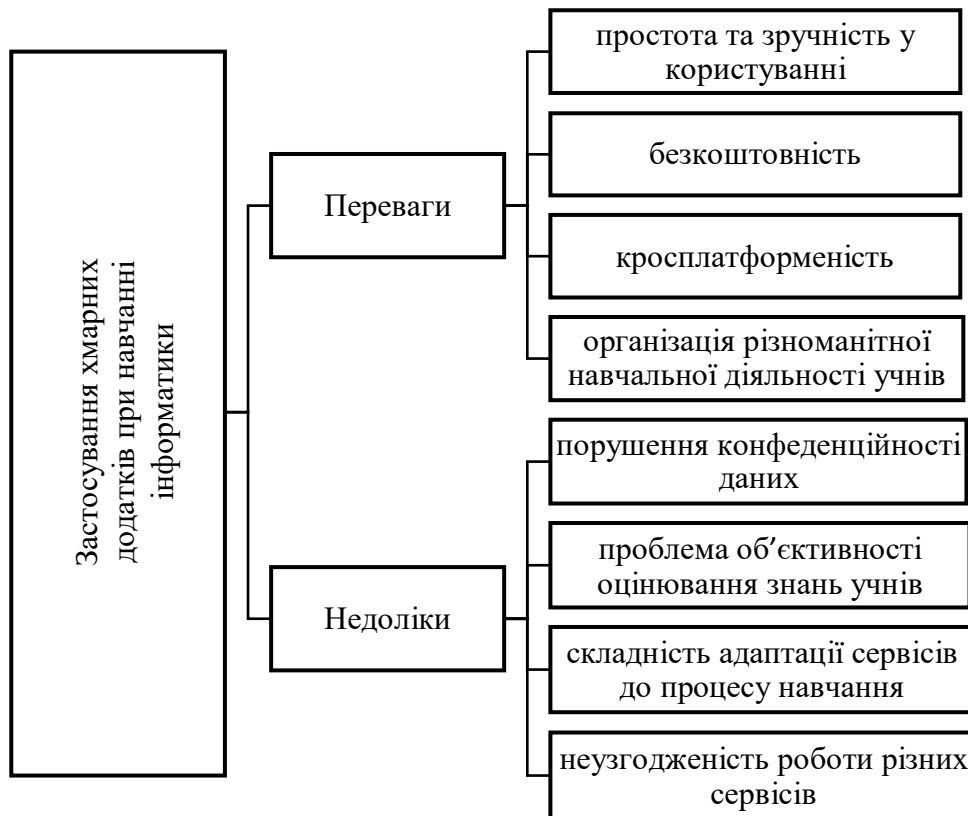 Застосування хмарних
додатків при навчанні
інформатики
Переваги
простота та зручність у
користуванні
безкоштовність
кросплатформеність
організація різноманітної
навчальної діяльності учнів
Недоліки
порушення конфеденційності
даних
проблема об’єктивності
оцінювання знань учнів
складність адаптації сервісів
до процесу навчання
неузгодженість роботи різних
сервісів